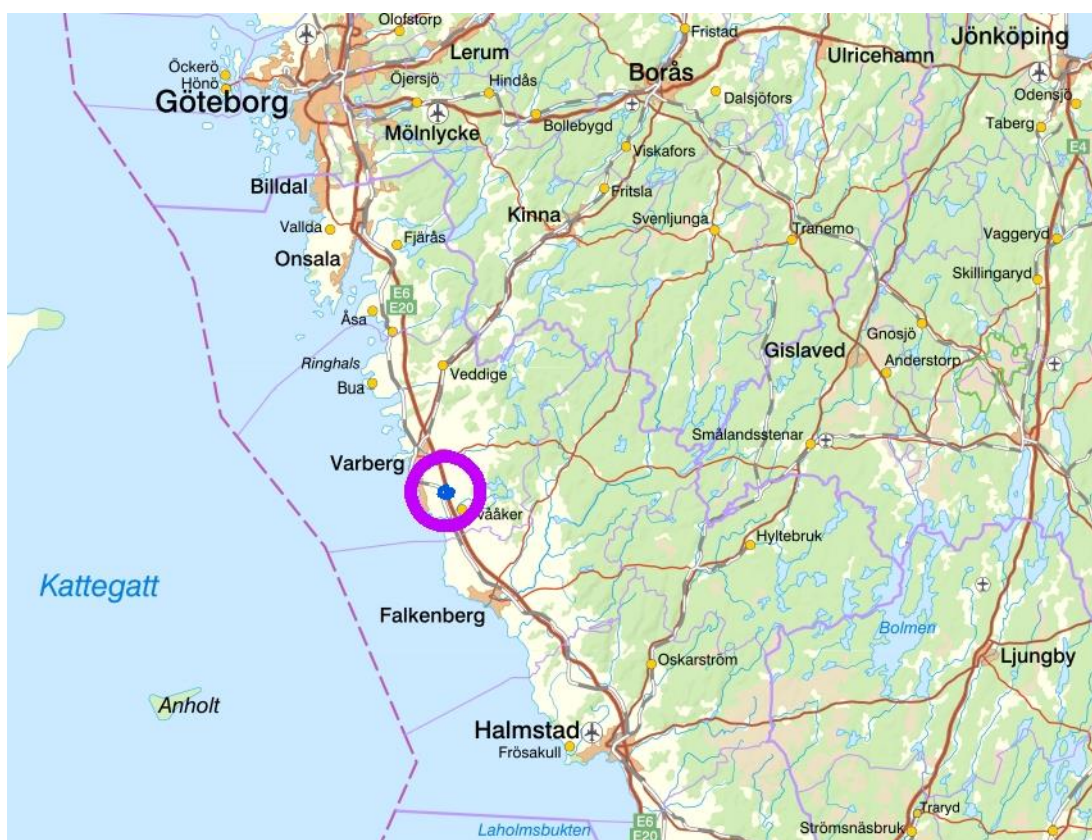 Olofstorp
Fristad
Jönköping
Lerum
Ulricehamn
Öckerö
Hönö
Öjersjö
Hindås
Borås
Göteborg
Dalsjöfors
Odensjö
Bollebygd
Mölnlycke
Taberg
E4
Viskafors
Billdal
Fritsla
Kinna
Svenljunga
Vallda
Tranemo
Fjärås
Vaggeryd
Onsala
Skillingaryd
E6
E20
Åsa
Gnosjö
Gislaved
Ringhals
Anderstorp
Veddige
Bua
Smålandsstenar
Varberg
vååker
Hyltebruk
Kattegatt
Falkenberg
Bolmen
Oskarström
Ljungby
Anholt
Halmstad
Frösakull
Traryd
E6
E20
Laholmsbukten
Strömsnäsbruk